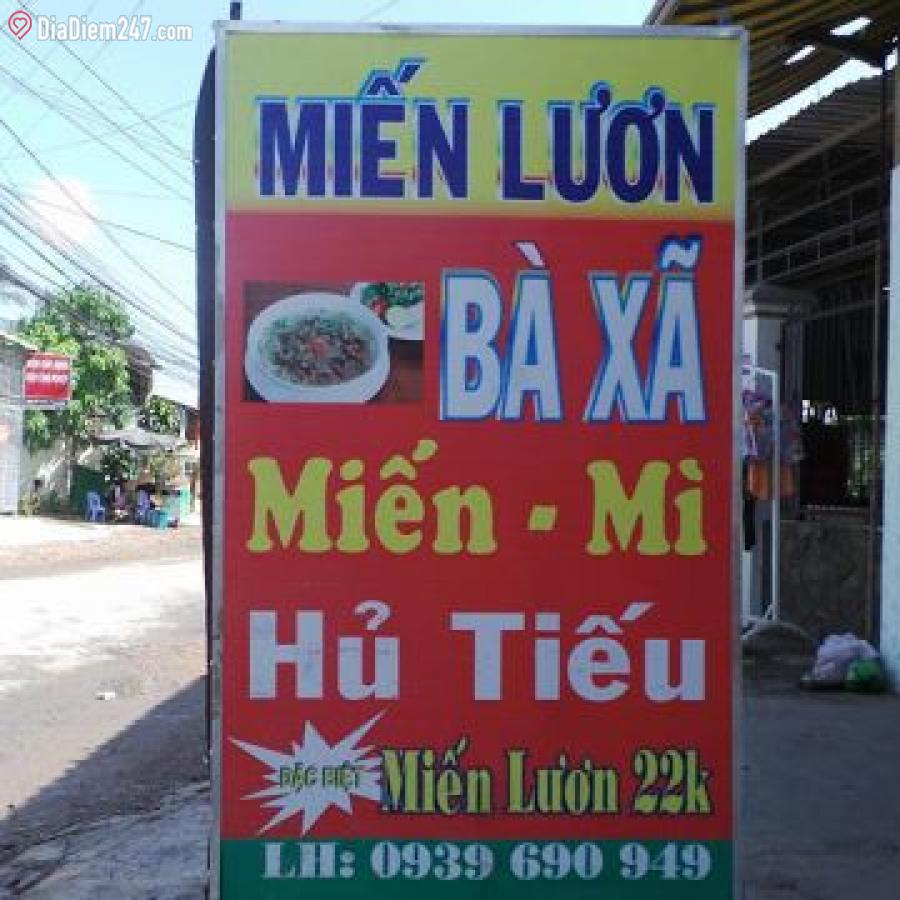 DiaDiem247.com
MIẾN LƯƠN
BÀ XÃ
Miến - Mì
Hủ Tiếu
ĐẶC BIỆT
Miến Lươn 22k
LH: 0939 690 949